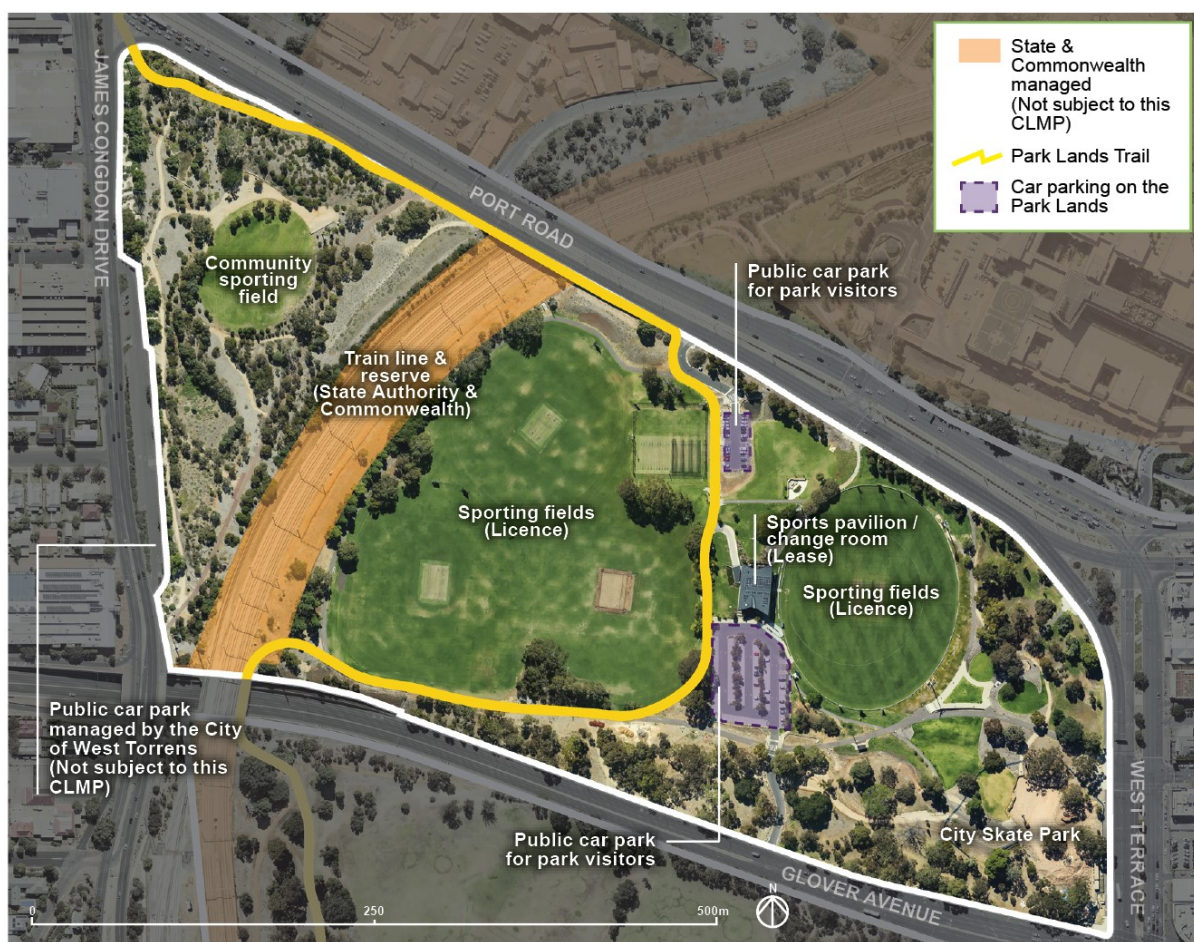 State &
Commonwealth
managed
(Not subject to this
CLMP)
Park Lands Trail
Car parking on the
Park Lands
JAMES CONGDON DRIVE
PORT ROAD
Community
sporting
field
Public car park
for park visitors
Train line &
reserve
(State Authority &
Commonwealth)
Sporting fields
(Licence)
Sports pavilion /
change room
(Lease)
Sporting fields
(Licence)
Public car park
managed by the City
of West Torrens
(Not subject to this
CLMP)
WEST TERRACE
City Skate Park
Public car park
for park visitors
GLOVER AVENUE
N
0
250
500m